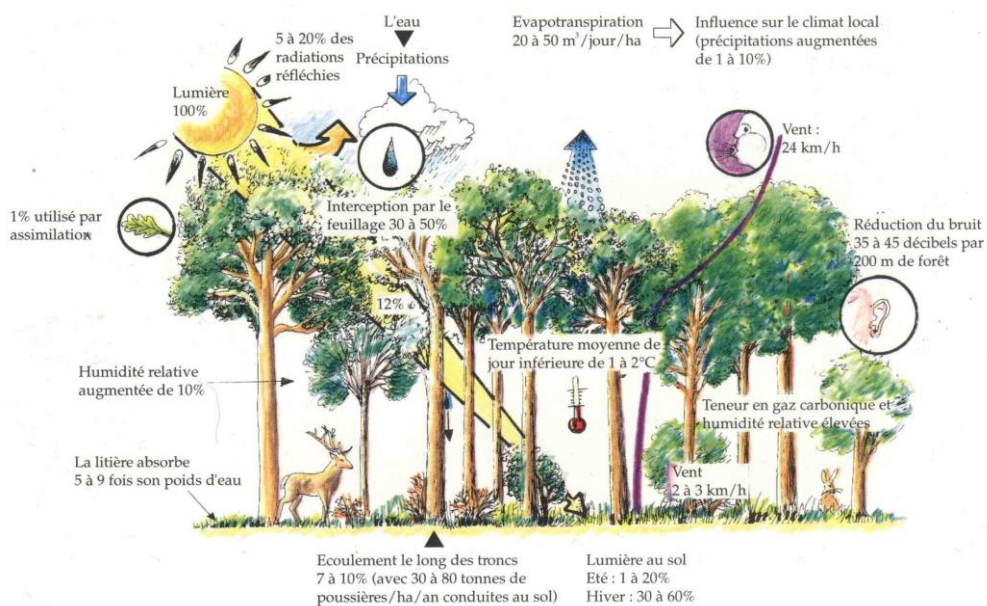 L'eau
Précipitations
5 à 20% des
radiations
réfléchies
Lumière
100%
Evapotranspiration
20 à 50 m³/jour/ha
Influence sur le climat local
(précipitations augmentées
de 1 à 10%)
Vent :
24 km/h
1% utilisé par
assimilation
Interception par le
feuillage 30 à 50%
Réduction du bruit
35 à 45 décibels par
200 m de forêt
12%
Température moyenne de
jour inférieure de 1 à 2°C
Humidité relative
augmentée de 10%
Teneur en gaz carbonique et
humidité relative élevées
La litière absorbe
5 à 9 fois son poids d'eau
Vent
2 à 3 km/h
Ecoulement le long des troncs
7 à 10% (avec 30 à 80 tonnes de
poussières/ha/an conduites au sol)
Lumière au sol
Eté : 1 à 20%
Hiver : 30 à 60%